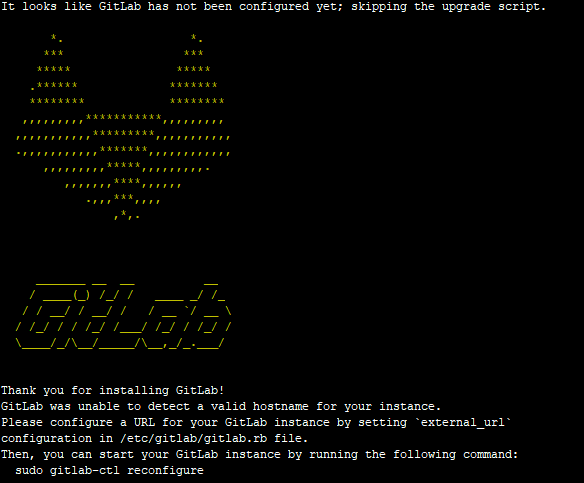 It looks like GitLab has not been configured yet; skipping the upgrade script.
GitLab
Thank you for installing GitLab!
GitLab was unable to detect a valid hostname for your instance.
Please configure a URL for your GitLab instance by setting `external_url`
configuration in /etc/gitlab/gitlab.rb file.
Then, you can start your GitLab instance by running the following command:
sudo gitlab-ctl reconfigure